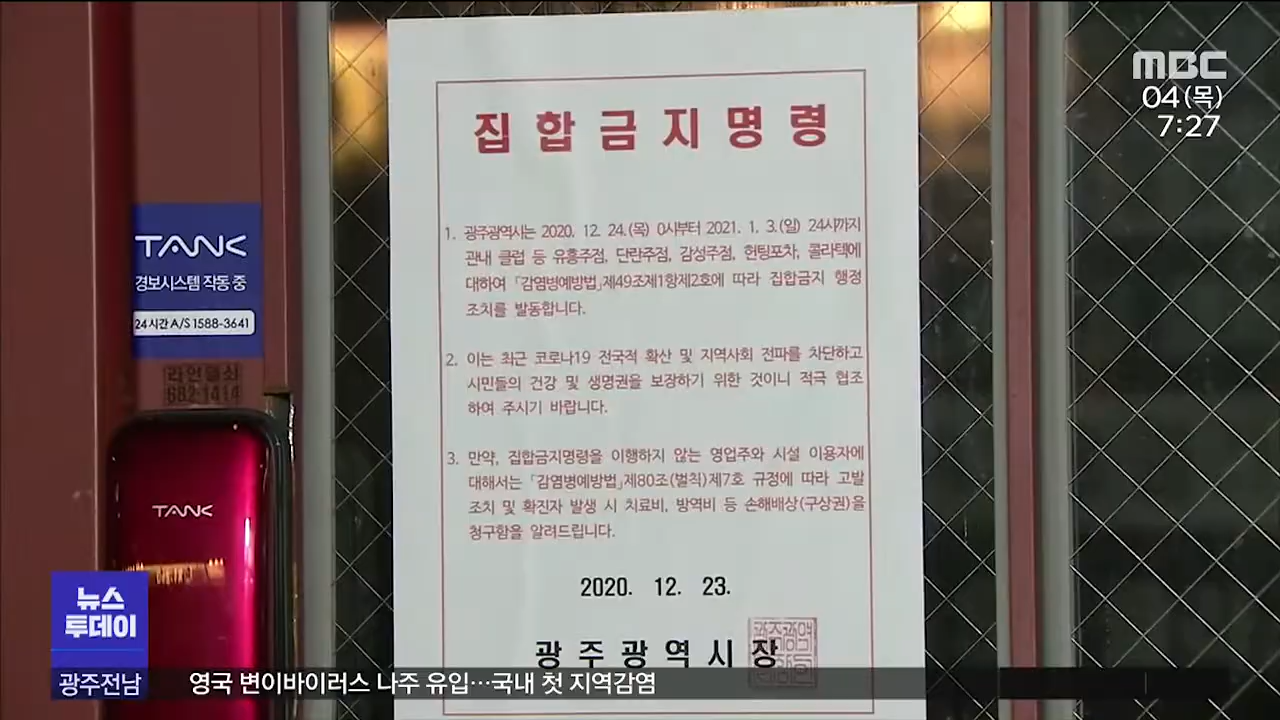 MBC
04(목)
7:27
집합금지명령
1. 광주광역시는 2020. 12. 24.(목) 0시부터 2021. 1. 3.(일) 24시까지
관내 클럽 등 유흥주점, 단란주점, 감성주점, 헌팅포차, 콜라텍에
대하여 「감염병예방법」제49조제1항제2호에 따라 집합금지 행정
조치를 발동합니다.
2. 이는 최근 코로나19 전국적 확산 및 지역사회 전파를 차단하고
시민들의 건강 및 생명권을 보장하기 위한 것이니 적극 협조
하여 주시기 바랍니다.
3. 만약, 집합금지명령을 이행하지 않는 영업주와 시설 이용자에
대해서는 「감염병예방법」제80조(벌칙)제7호 규정에 따라 고발
조치 및 확진자 발생 시 치료비, 방역비 등 손해배상(구상권)을
청구함을 알려드립니다.
2020. 12. 23.
광주광역시장
TANK
경보시스템 작동 중
24시간 A/S 1588-3641
682-1414
TANK
뉴스
투데이
광주전남
영국 변이바이러스 나주 유입…국내 첫 지역감염